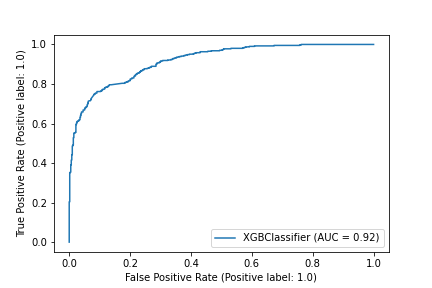 1.0
0.8
0.6
0.4
0.2
0.0
True Positive Rate (Positive label: 1.0)
XGBClassifier (AUC = 0.92)
0.0 0.2 0.4 0.6 0.8 1.0
False Positive Rate (Positive label: 1.0)